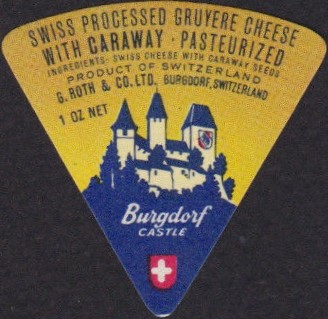 SWISS PROCESSED GRUYERE CHEESE
WITH CARAWAY · PASTEURIZED
INGREDIENTS: SWISS CHEESE WITH CARAWAY SEEDS
PRODUCT OF SWITZERLAND
G. ROTH & CO. LTD. BURGDORF, SWITZERLAND
1 OZ NET
Burgdorf
CASTLE